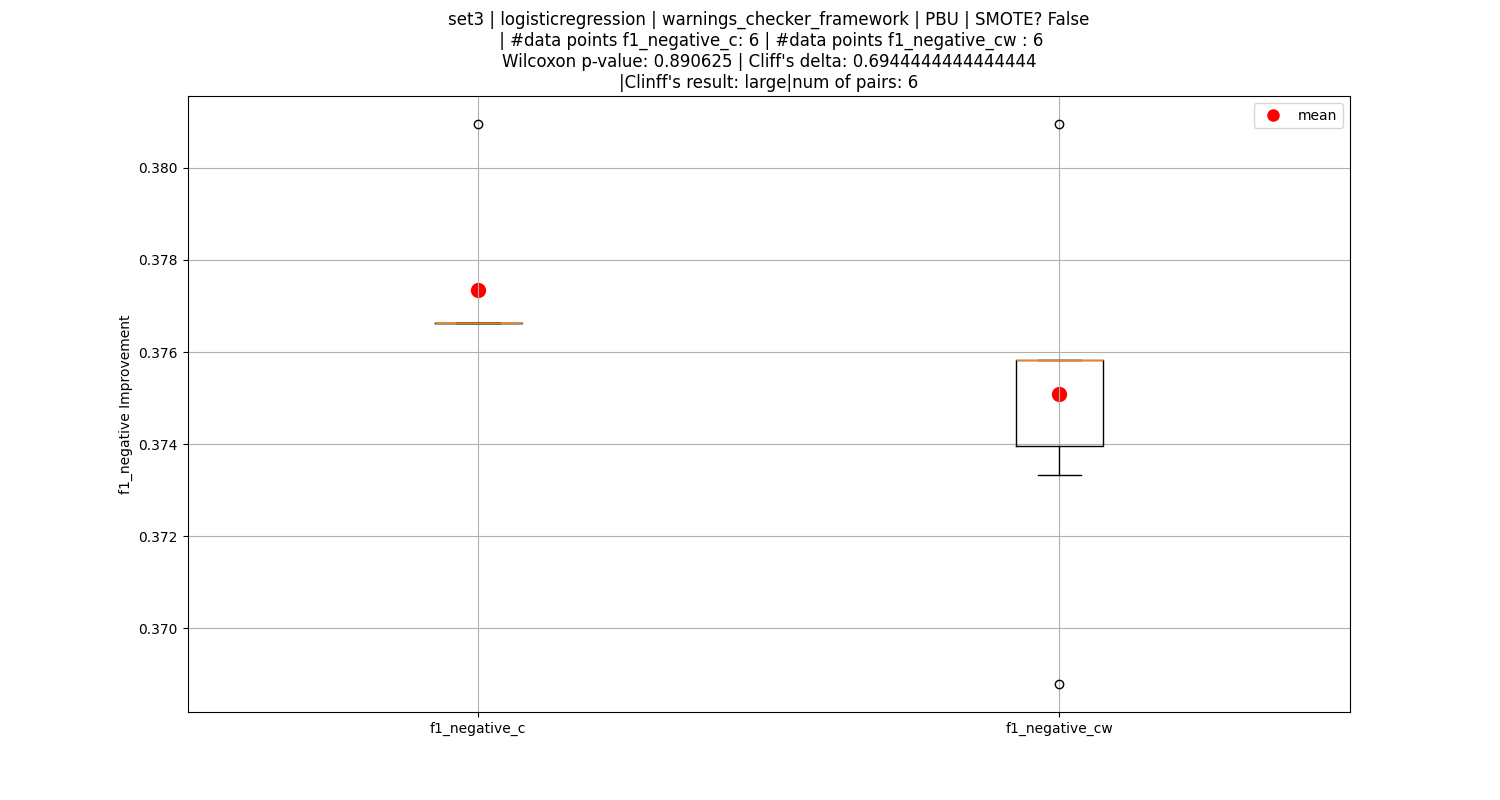 set3 | logisticregression | warnings_checker_framework | PBU | SMOTE? False
| #data points f1_negative_c: 6 | #data points f1_negative_cw : 6
Wilcoxon p-value: 0.890625 | Cliff's delta: 0.6944444444444444
|Clinff's result: large|num of pairs: 6
mean
0.380
0.378
0.376
0.374
0.372
0.370
f1_negative Improvement
f1_negative_c
f1_negative_cw